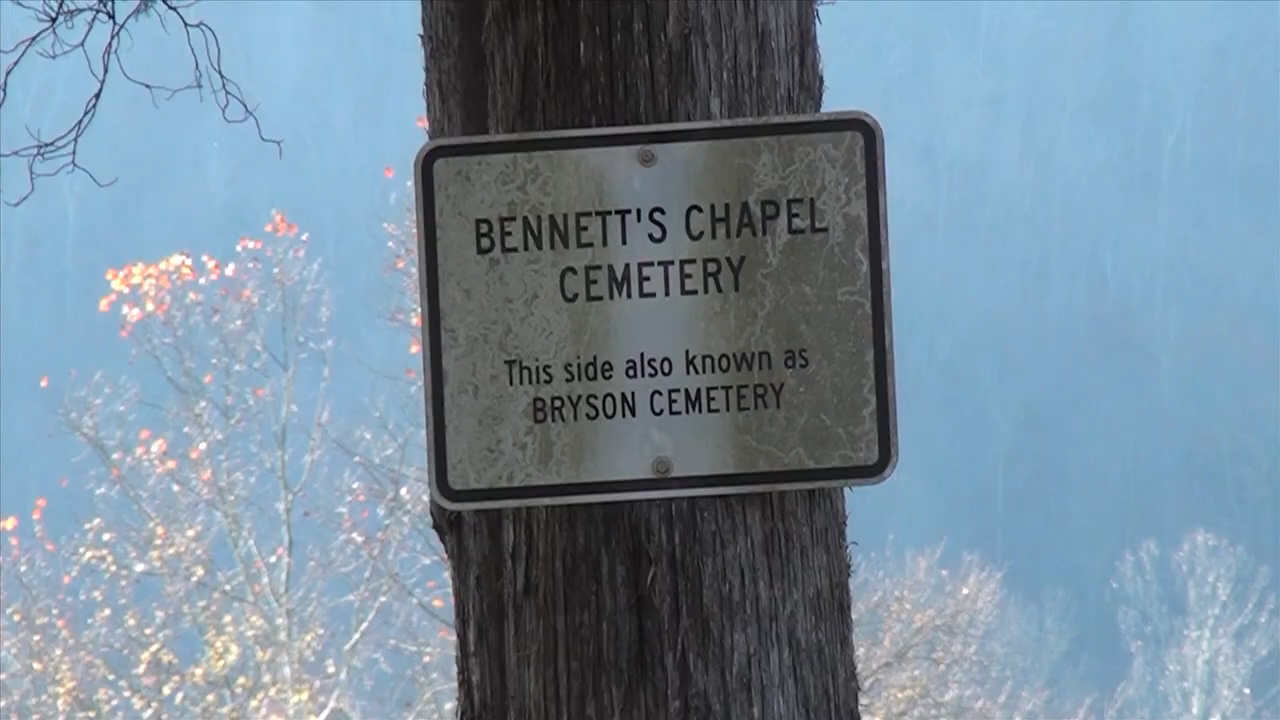 BENNETT'S CHAPEL
CEMETERY
This side also known as
BRYSON CEMETERY